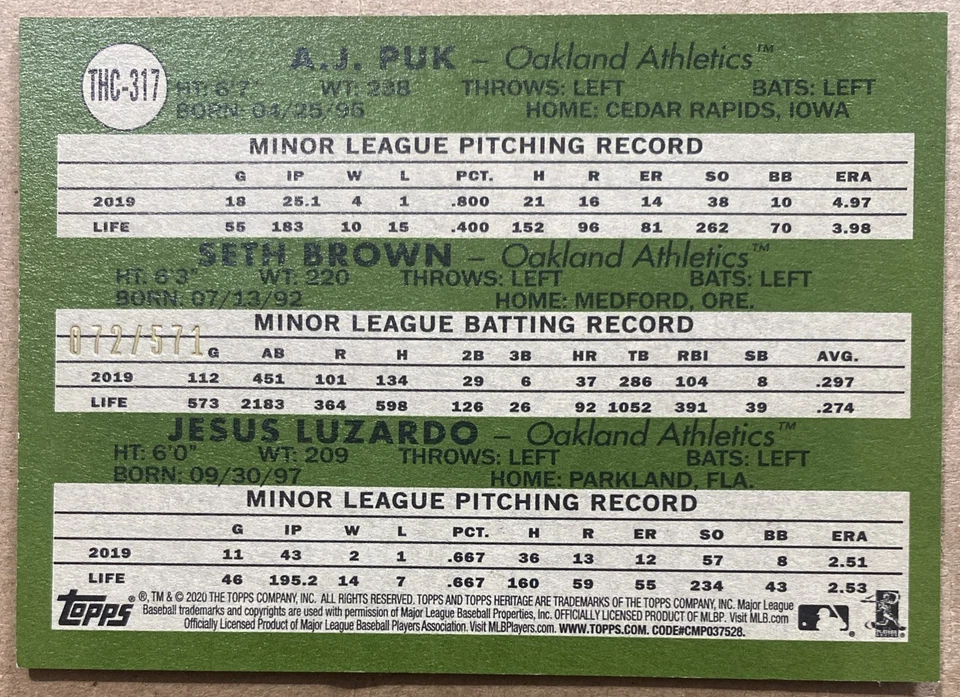 THC-317
A.J. PUK – Oakland Athletics™
HT: 6'7" WT: 238 THROWS: LEFT BATS: LEFT
BORN: 04/25/95 HOME: CEDAR RAPIDS, IOWA
MINOR LEAGUE PITCHING RECORD
G IP W L PCT. H R ER SO BB ERA
2019 18 25.1 4 1 .800 21 16 14 38 10 4.97
LIFE 55 183 10 15 .400 152 96 81 262 70 3.98
SETH BROWN – Oakland Athletics™
HT: 6'3" WT: 220 THROWS: LEFT BATS: LEFT
BORN: 07/13/92 HOME: MEDFORD, ORE.
MINOR LEAGUE BATTING RECORD
072/571
G AB R H 2B 3B HR TB RBI SB AVG.
2019 112 451 101 134 29 6 37 286 104 8 .297
LIFE 573 2183 364 598 126 26 92 1052 391 39 .274
JESUS LUZARDO – Oakland Athletics™
HT: 6'0" WT: 209 THROWS: LEFT BATS: LEFT
BORN: 09/30/97 HOME: PARKLAND, FLA.
MINOR LEAGUE PITCHING RECORD
G IP W L PCT. H R ER SO BB ERA
2019 11 43 2 1 .667 36 13 12 57 8 2.51
LIFE 46 195.2 14 7 .667 160 59 55 234 43 2.53
TOPPS® ®, TM & © 2020 THE TOPPS COMPANY, INC. ALL RIGHTS RESERVED. TOPPS AND TOPPS HERITAGE ARE TRADEMARKS OF THE TOPPS COMPANY, INC. Major League
Baseball trademarks and copyrights are used with permission of Major League Baseball Properties, Inc. OFFICIALLY LICENSED PRODUCT OF MLBP. Visit MLB.com
Officially Licensed Product of Major League Baseball Players Association. Visit MLBPlayers.com. WWW.TOPPS.COM. CODE#CMP037528.